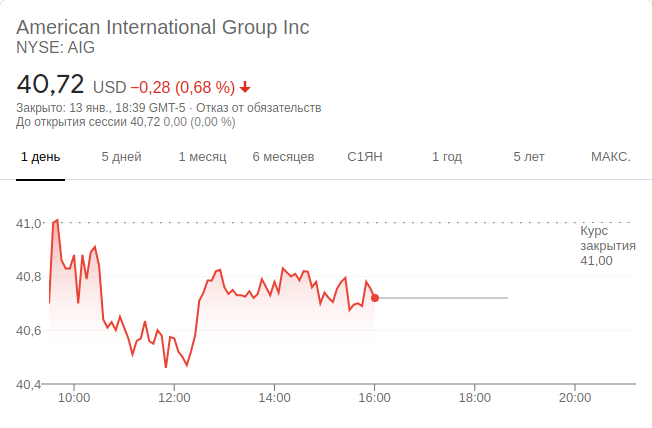 American International Group Inc
NYSE: AIG
40,72 USD −0,28 (0,68 %)
Закрыто: 13 янв., 18:39 GMT-5 · Отказ от обязательств
До открытия сессии 40,72 0,00 (0,00 %)
1 день 5 дней 1 месяц 6 месяцев С1ЯН 1 год 5 лет МАКС.
41,0
Курс
закрытия
41,00
40,8
40,6
40,4
10:00 12:00 14:00 16:00 18:00 20:00